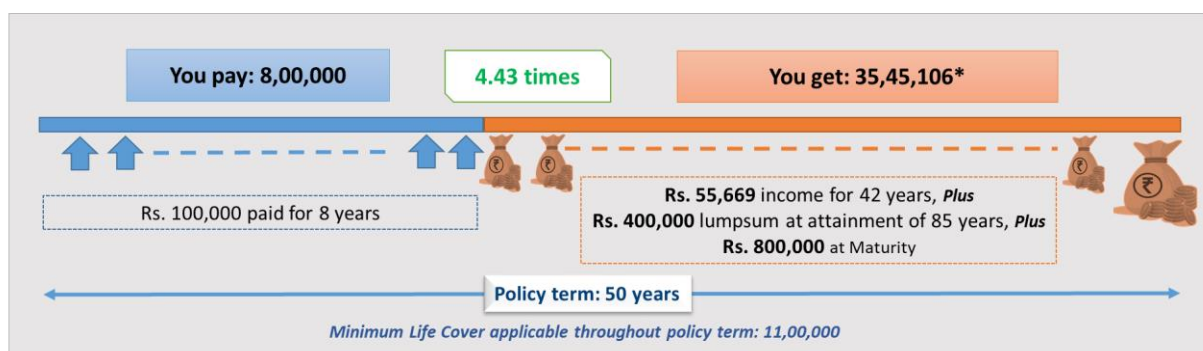 You pay: 8,00,000
4.43 times
You get: 35,45,106*
₹
₹
₹
₹
Rs. 100,000 paid for 8 years
Rs. 55,669 income for 42 years, Plus
Rs. 400,000 lumpsum at attainment of 85 years, Plus
Rs. 800,000 at Maturity
Policy term: 50 years
Minimum Life Cover applicable throughout policy term: 11,00,000